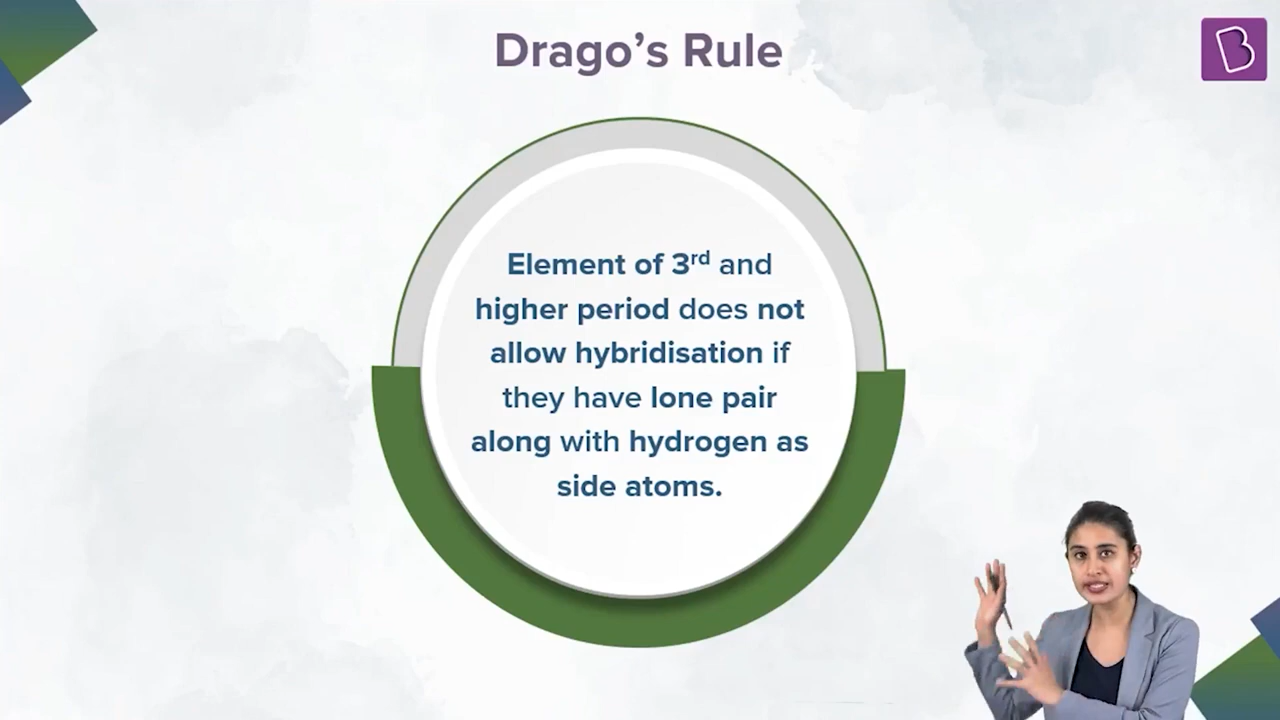 Drago’s Rule
Element of 3rd and
higher period does not
allow hybridisation if
they have lone pair
along with hydrogen as
side atoms.
B